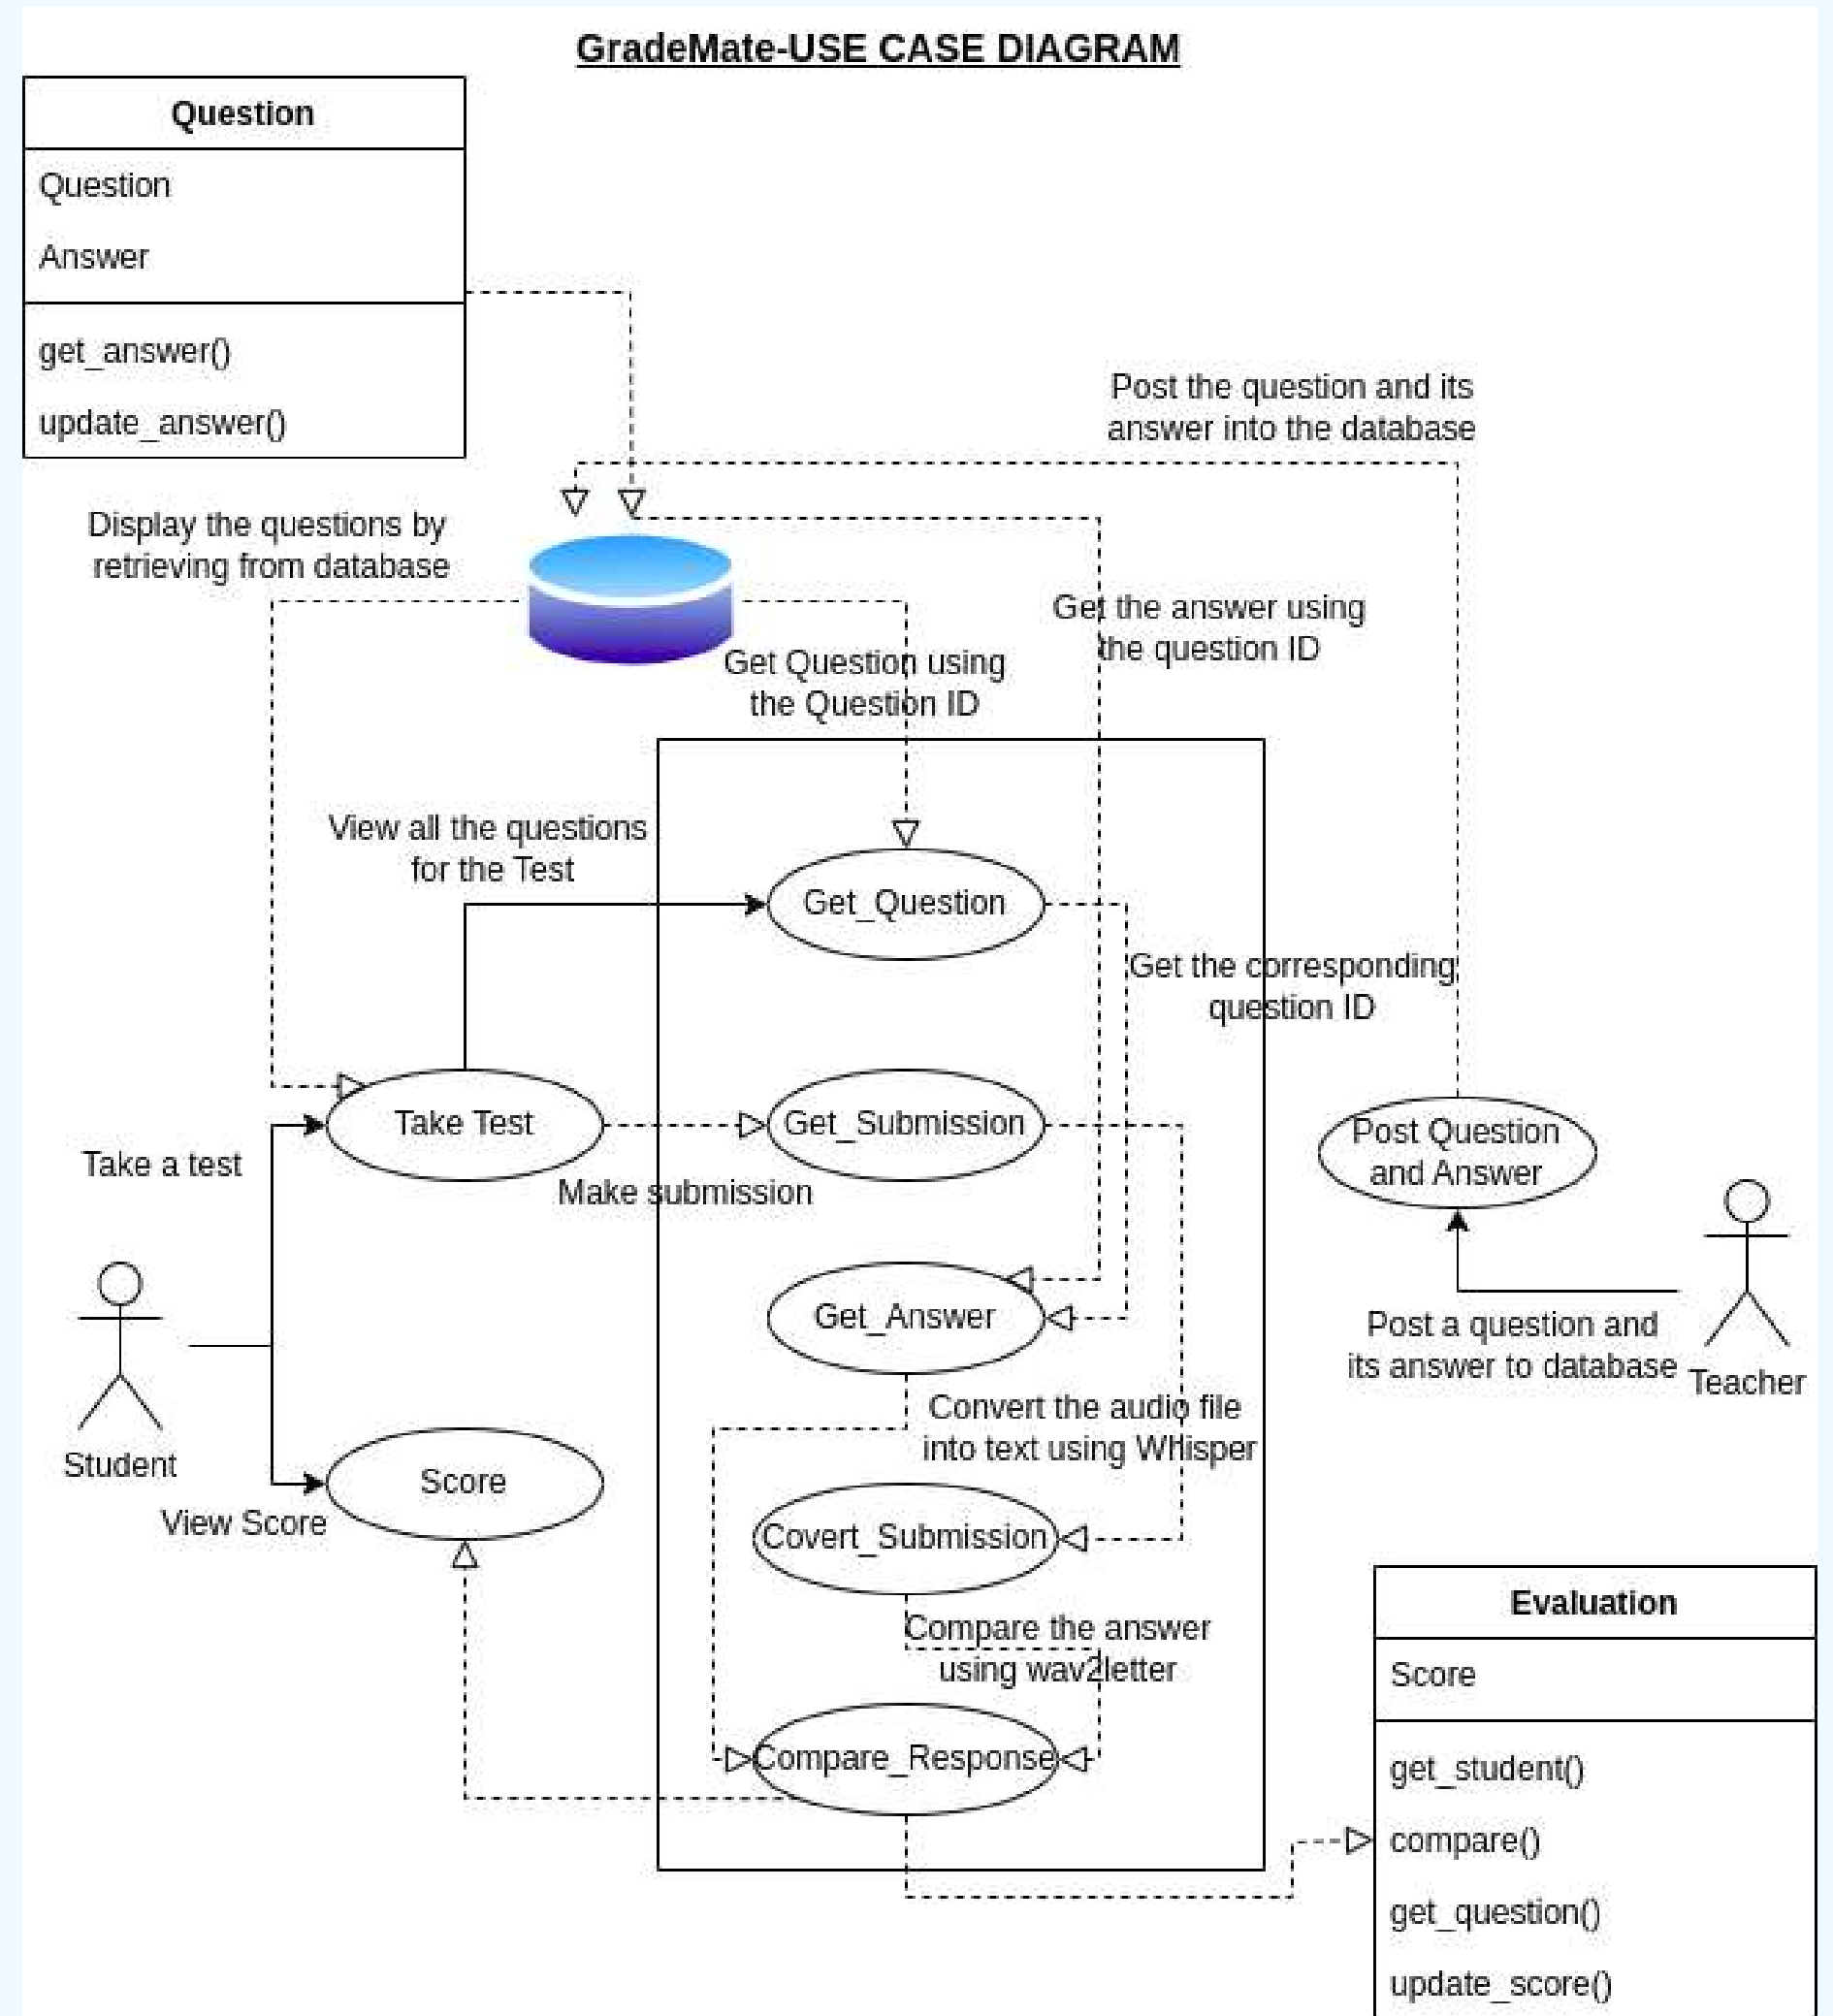 GradeMate-USE CASE DIAGRAM
Question
Question
Answer
get_answer()
update_answer()
Post the question and its
answer into the database
Display the questions by
retrieving from database
Get the answer using
the question ID
Get Question using
the Question ID
View all the questions
for the Test
Get_Question
Get the corresponding
question ID
Take Test
Get_Submission
Post Question
and Answer
Take a test
Make submission
Get_Answer
Post a question and
its answer to database
Teacher
Convert the audio file
into text using Whisper
Student
Score
View Score
Covert_Submission
Compare the answer
using wav2letter
Compare_Response
Evaluation
Score
get_student()
compare()
get_question()
update_score()